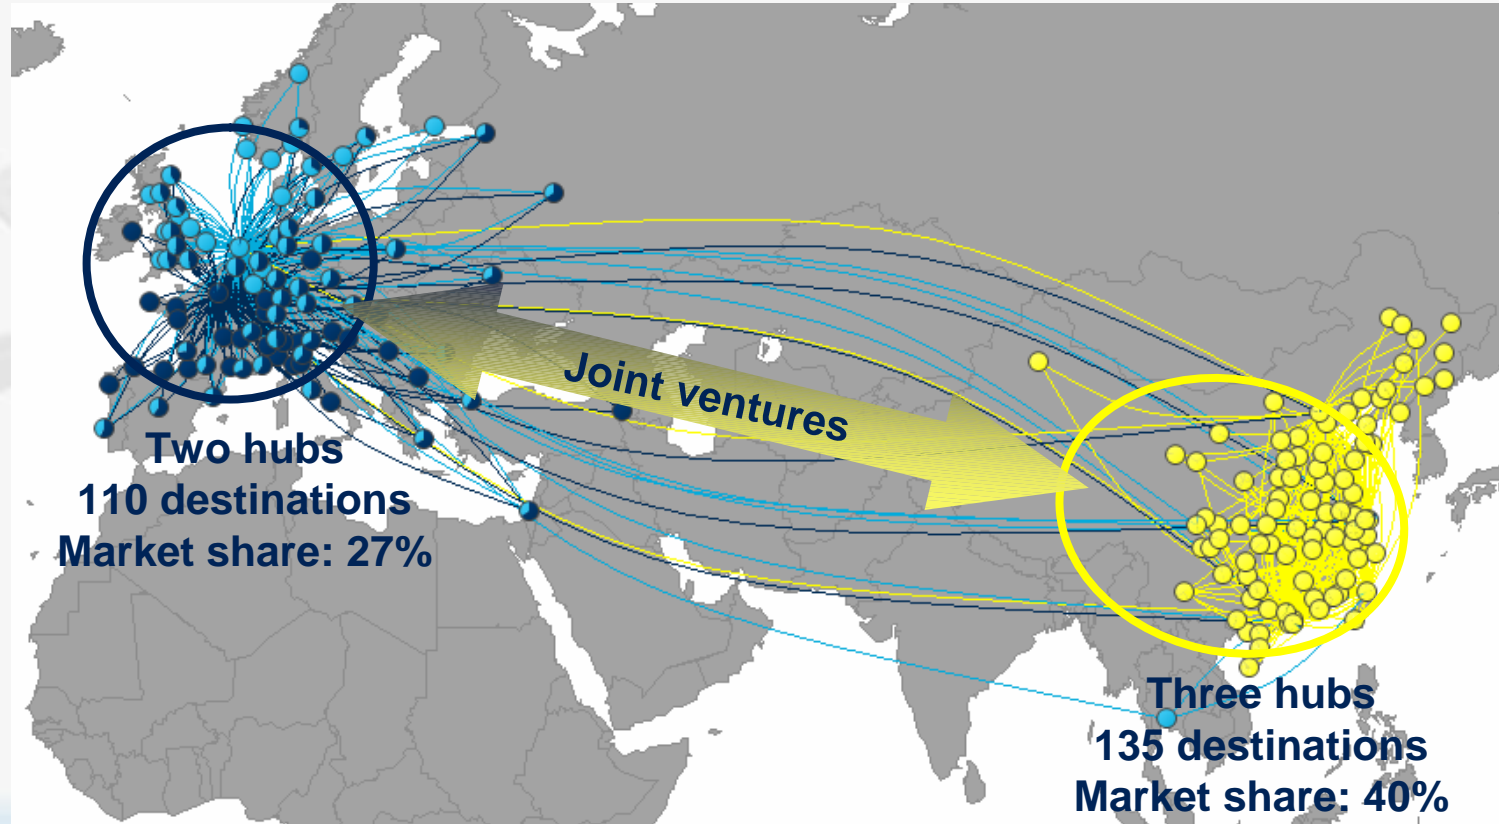 Joint ventures
Two hubs
110 destinations
Market share: 27%
Three hubs
135 destinations
Market share: 40%